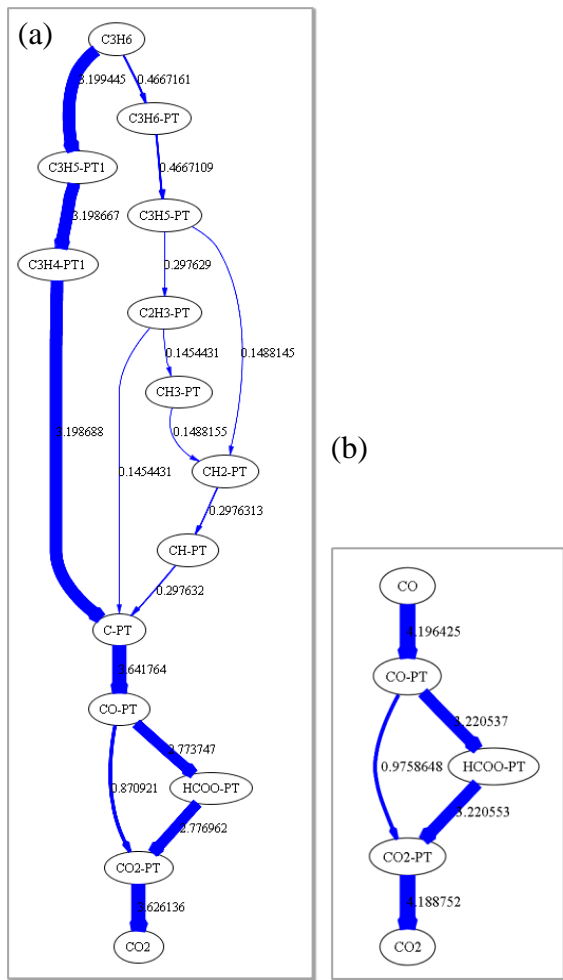 (a)
C3H6
3.199445
0.4667161
C3H6-PT
C3H5-PT1
0.4667109
3.198667
C3H5-PT
C3H4-PT1
0.297629
C2H3-PT
0.1454431
0.1488145
CH3-PT
3.198688
0.1488155
0.1454431
CH2-PT
0.2976313
CH-PT
0.297632
C-PT
3.641764
CO-PT
2.773747
0.870921
HCOO-PT
2.776962
CO2-PT
3.626136
CO2
(b)
CO
4.196425
CO-PT
3.220537
0.9758648
HCOO-PT
3.220553
CO2-PT
4.188752
CO2